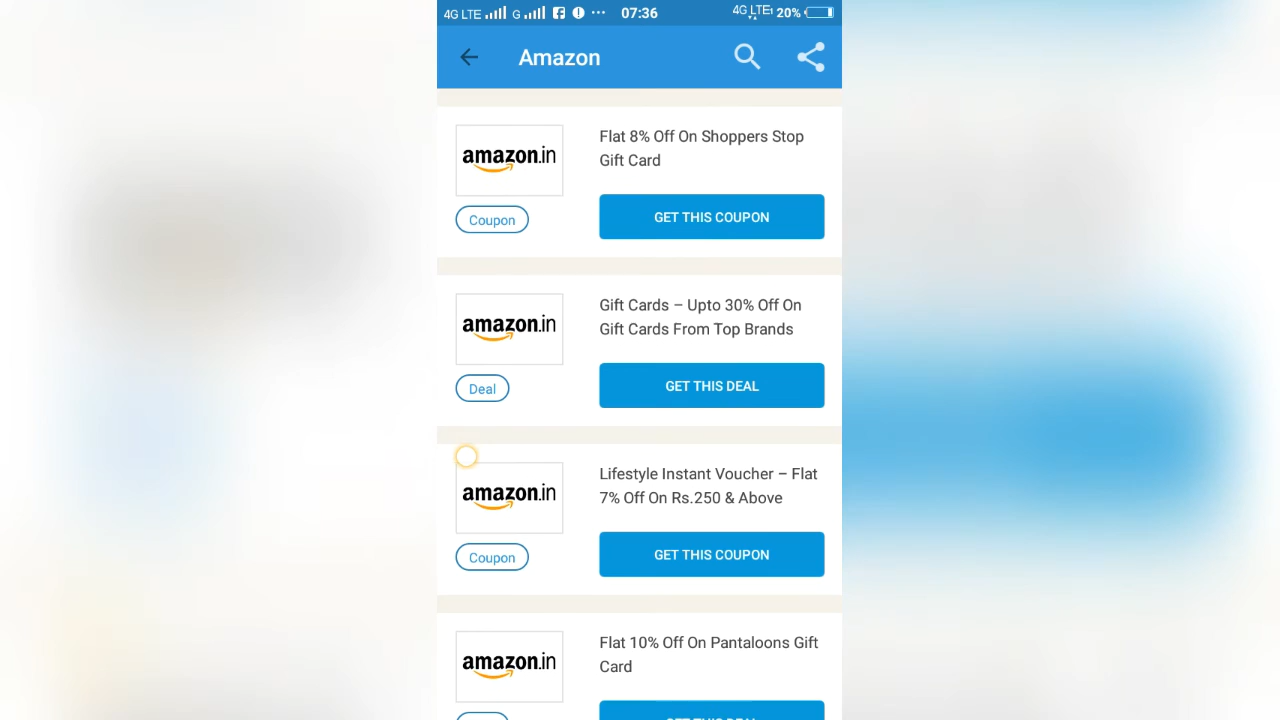 4G LTE G 07:36 4G LTE 20%
Amazon
amazon.in
Flat 8% Off On Shoppers Stop
Gift Card
Coupon
GET THIS COUPON
amazon.in
Gift Cards – Upto 30% Off On
Gift Cards From Top Brands
Deal
GET THIS DEAL
amazon.in
Lifestyle Instant Voucher – Flat
7% Off On Rs.250 & Above
Coupon
GET THIS COUPON
amazon.in
Flat 10% Off On Pantaloons Gift
Card
GET THIS DEAL